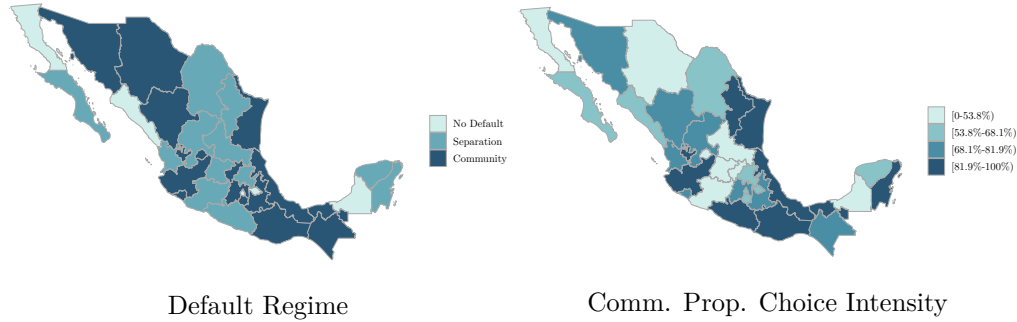 No Default
Separation
Community
[0-53.8%)
[53.8%-68.1%)
[68.1%-81.9%)
[81.9%-100%)
Default Regime
Comm. Prop. Choice Intensity